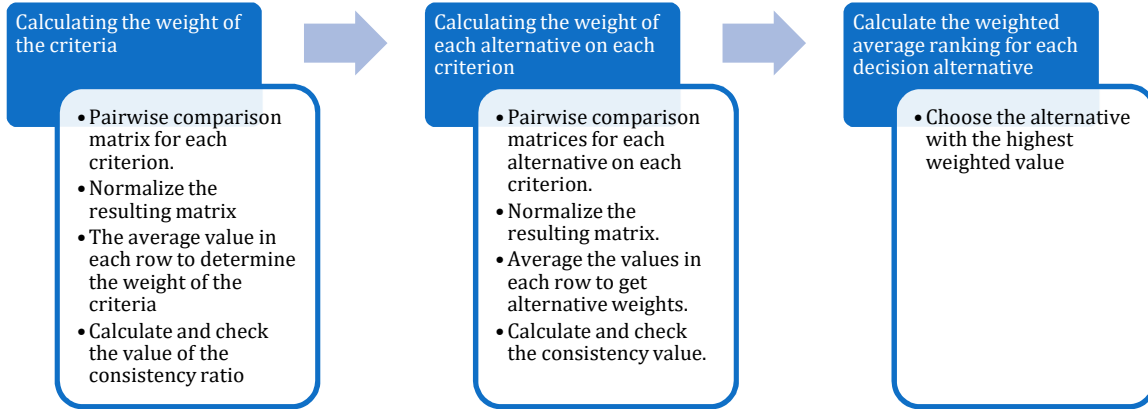 Calculating the weight of
the criteria
• Pairwise comparison
matrix for each
criterion.
• Normalize the
resulting matrix
• The average value in
each row to determine
the weight of the
criteria
• Calculate and check
the value of the
consistency ratio
Calculating the weight of
each alternative on each
criterion
• Pairwise comparison
matrices for each
alternative on each
criterion.
• Normalize the
resulting matrix.
• Average the values in
each row to get
alternative weights.
• Calculate and check
the consistency value.
Calculate the weighted
average ranking for each
decision alternative
• Choose the alternative
with the highest
weighted value